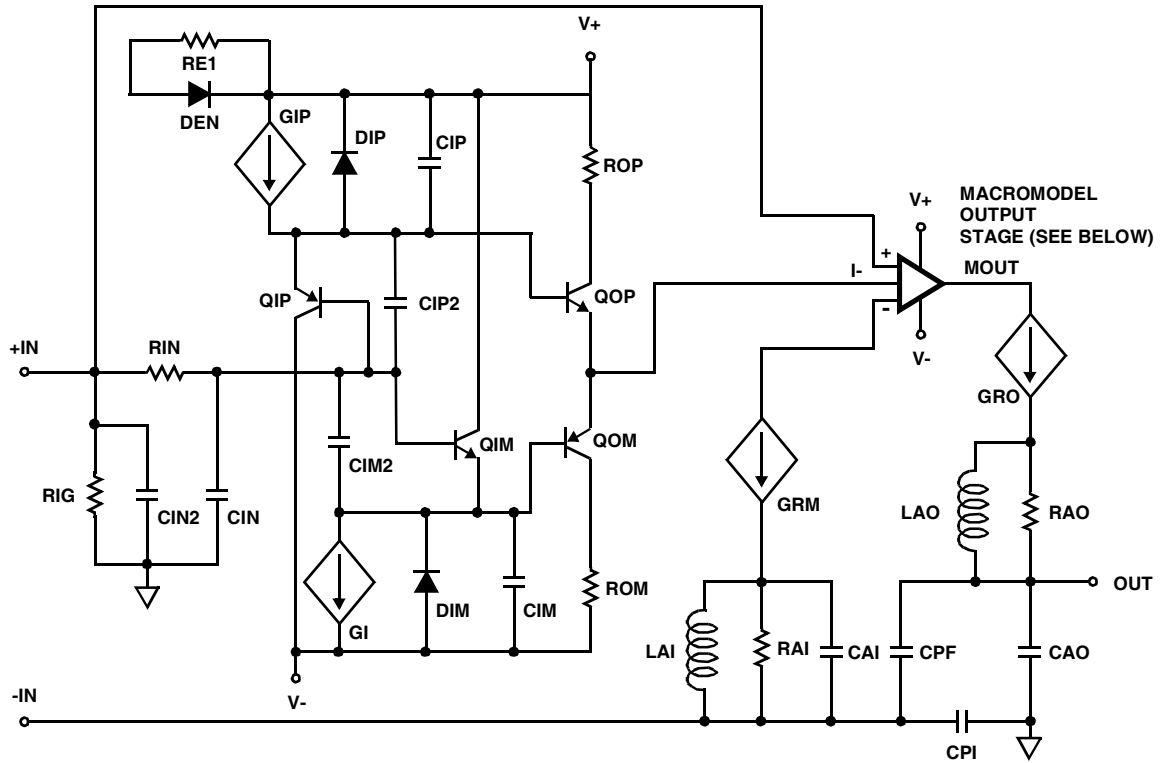 V+
RE1
DEN
GIP
DIP
CIP
ROP
V+
MACROMODEL
OUTPUT
STAGE (SEE BELOW)
+
I-
-
MOUT
QIP
CIP2
QOP
V-
+IN
RIN
GRO
QIM
QOM
CIM2
RIG
CIN2
CIN
GRM
LAO
RAO
GI
DIM
CIM
ROM
OUT
LAI
RAI
CAI
CPF
CAO
V-
-IN
CPI